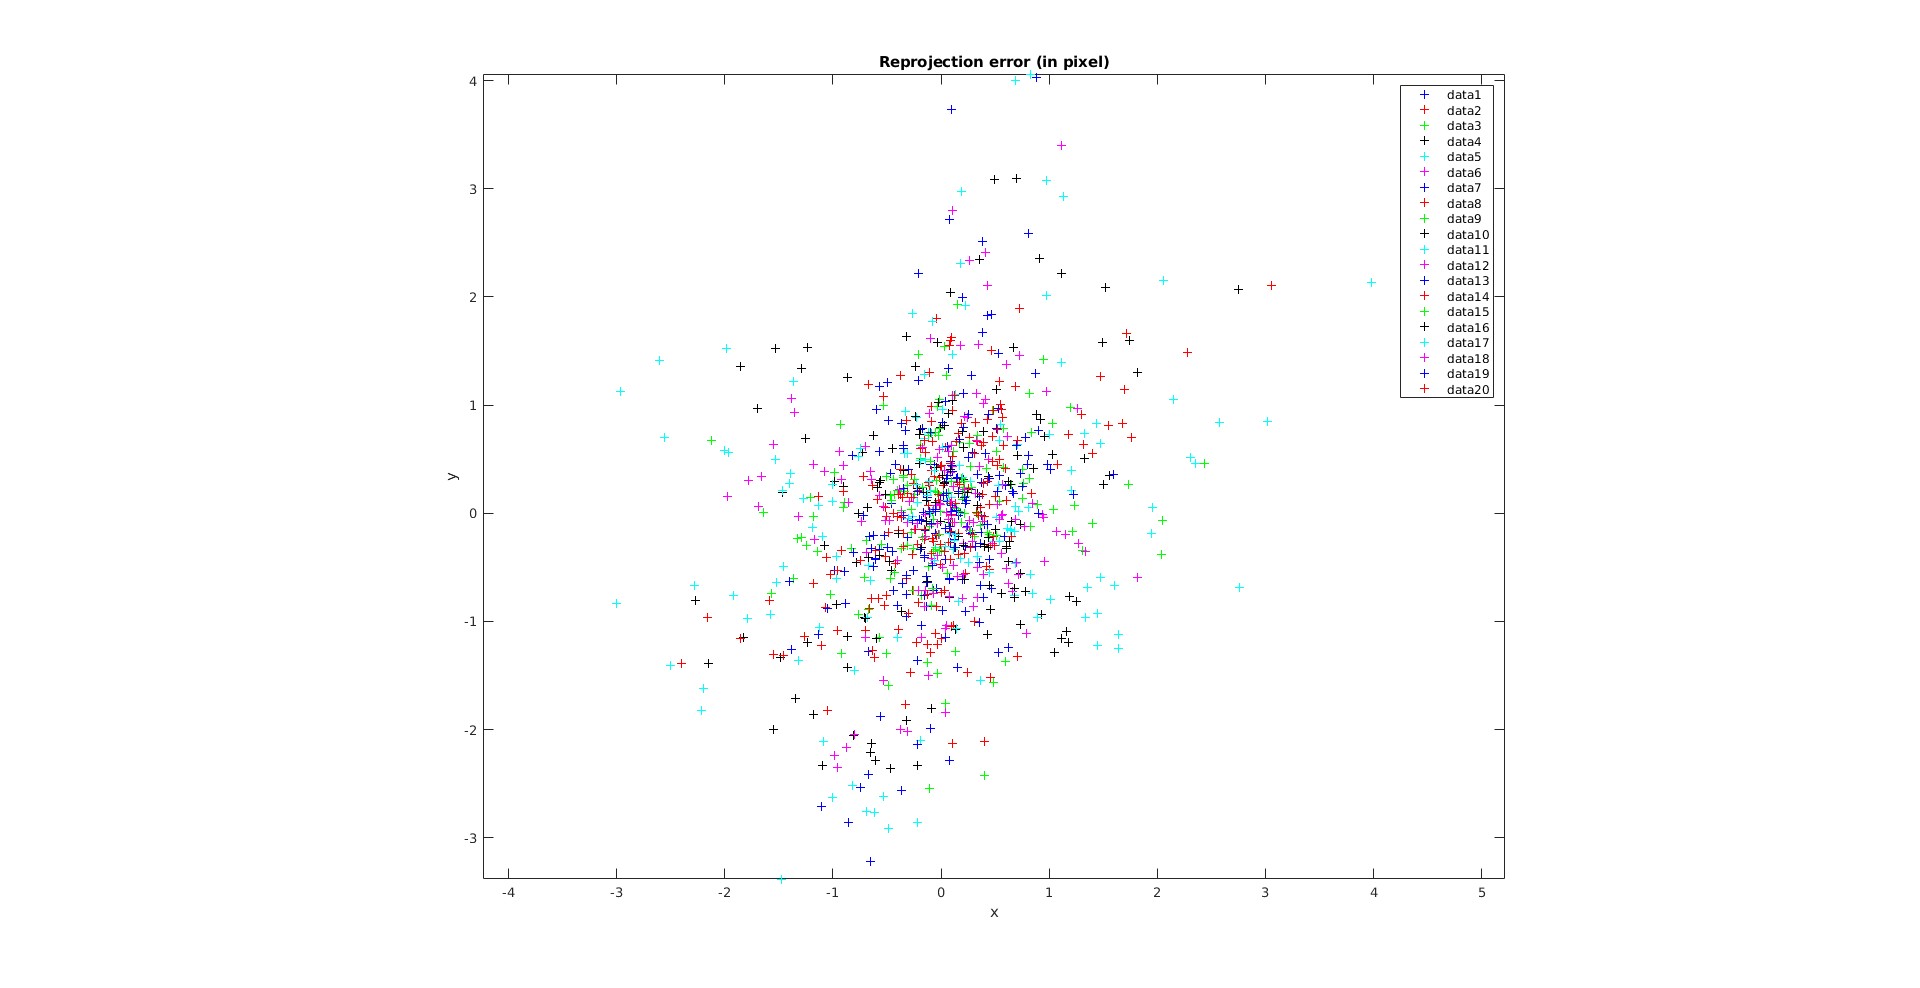 Reprojection error (in pixel)
4
3
2
1
0
-1
-2
-3
y
-4 -3 -2 -1 0 1 2 3 4 5
x
data1
data2
data3
data4
data5
data6
data7
data8
data9
data10
data11
data12
data13
data14
data15
data16
data17
data18
data19
data20